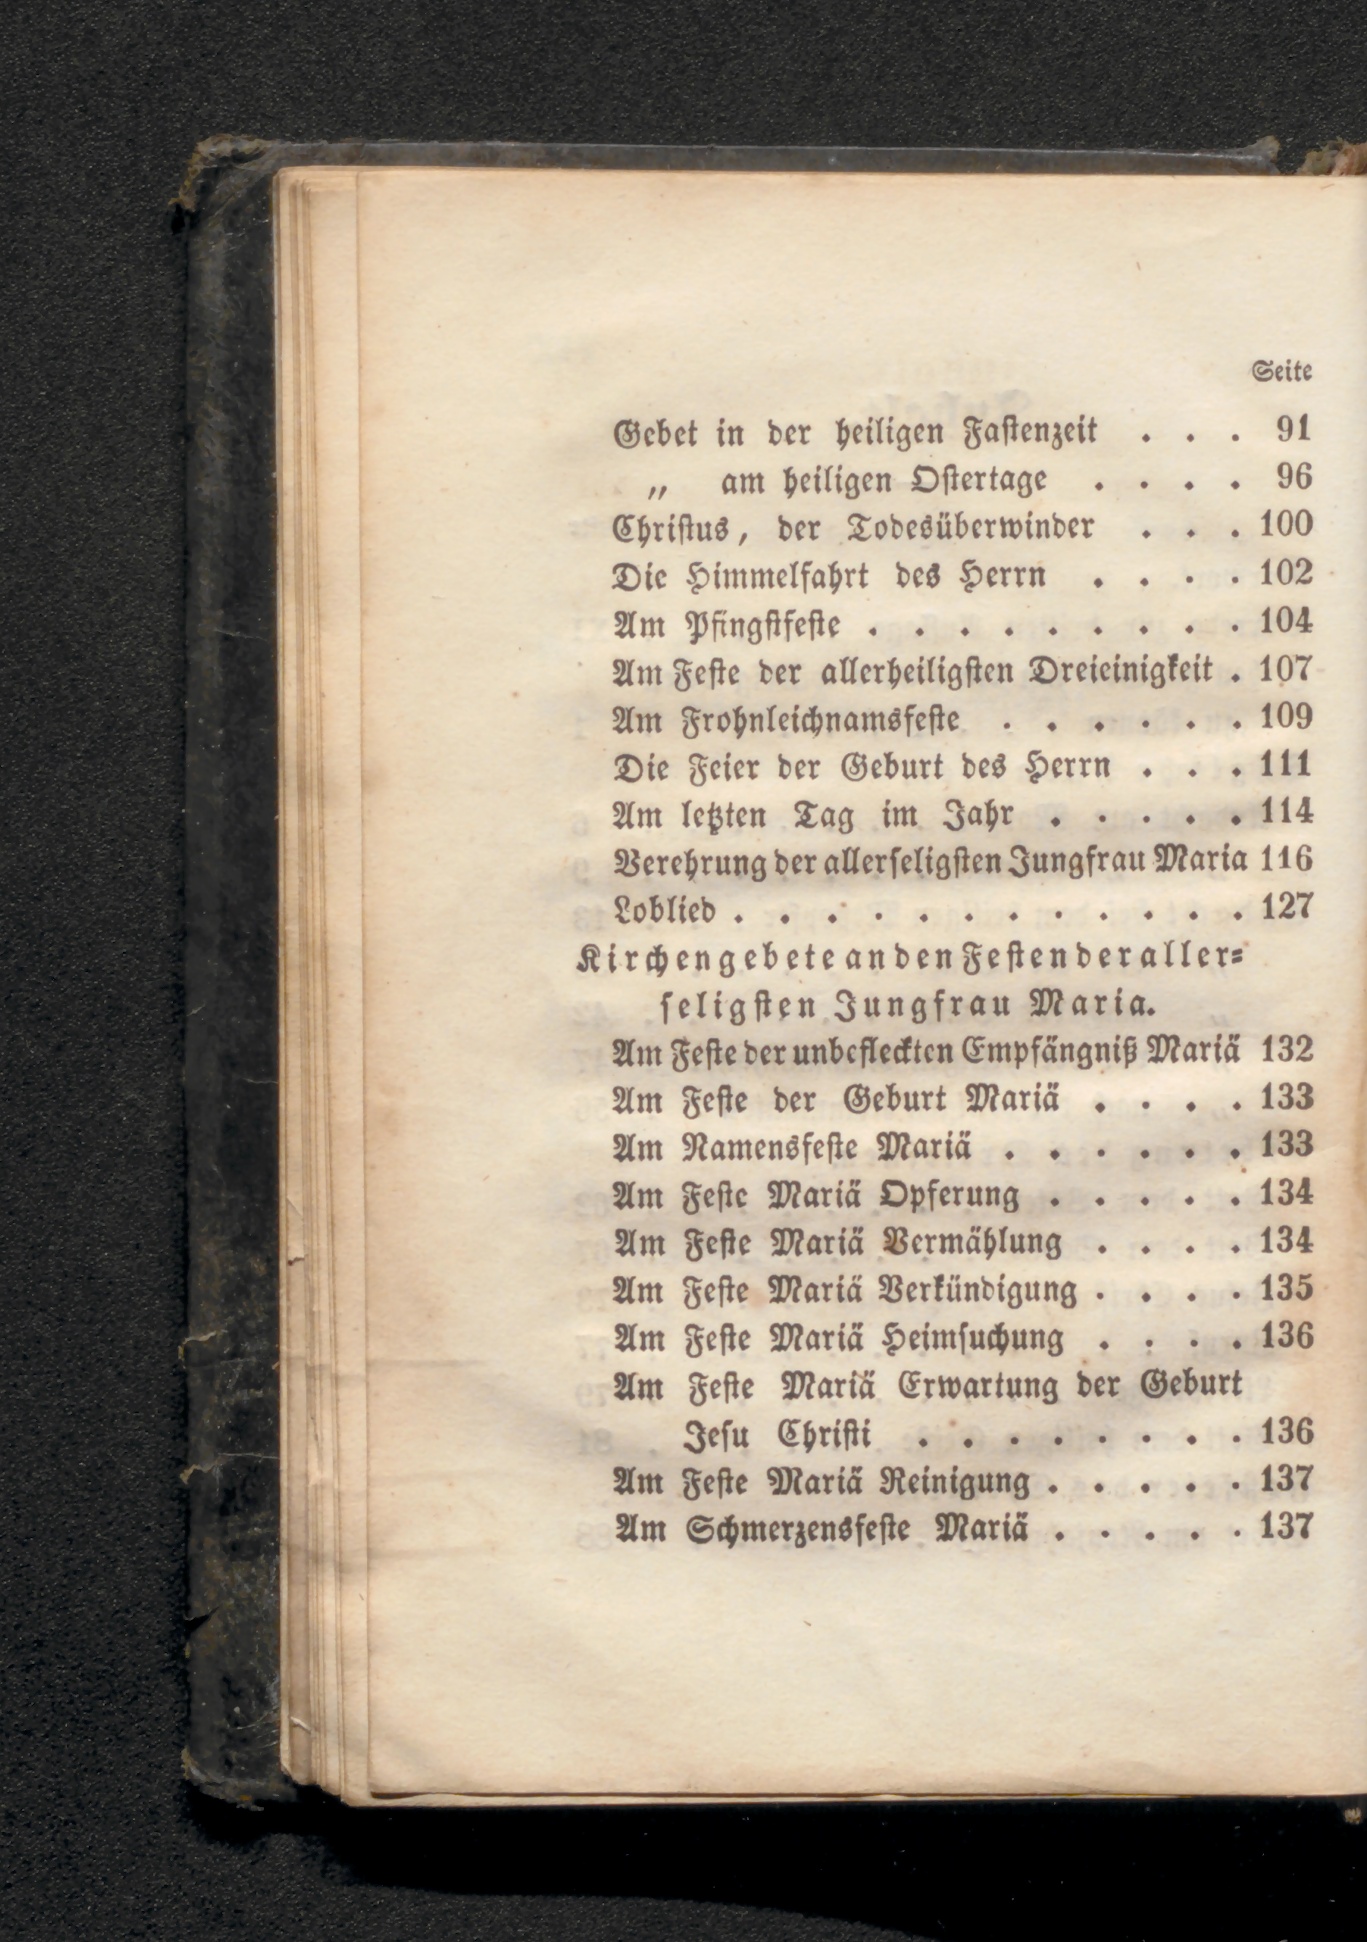 Seite
Gebet in der heiligen Fastenzeit . . . 91
„ am heiligen Ostertage . . . . 96
Christus, der Todesüberwinder . . . 100
Die Himmelfahrt des Herrn . . . . 102
Am Pfingstfeste . . . . . . . . . 104
Am Feste der allerheiligsten Dreieinigkeit . 107
Am Frohnleichnamsfeste . . . . . . 109
Die Feier der Geburt des Herrn . . . 111
Am letzten Tag im Jahr . . . . . 114
Verehrung der allerseligsten Jungfrau Maria 116
Loblied . . . . . . . . . . . . 127
Kirchengebete an den Festen der aller-
seligsten Jungfrau Maria.
Am Feste der unbefleckten Empfängniß Mariä 132
Am Feste der Geburt Mariä . . . . 133
Am Namensfeste Mariä . . . . . . 133
Am Feste Mariä Opferung . . . . . 134
Am Feste Mariä Vermählung . . . . 134
Am Feste Mariä Verkündigung . . . . 135
Am Feste Mariä Heimsuchung . . . . 136
Am Feste Mariä Erwartung der Geburt
Jesu Christi . . . . . . . . 136
Am Feste Mariä Reinigung . . . . . 137
Am Schmerzensfeste Mariä . . . . . 137